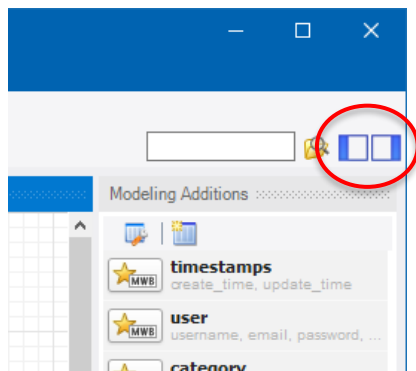 Modeling Additions
MWB
timestamps
create_time, update_time
MWB
user
username, email, password, ...
category